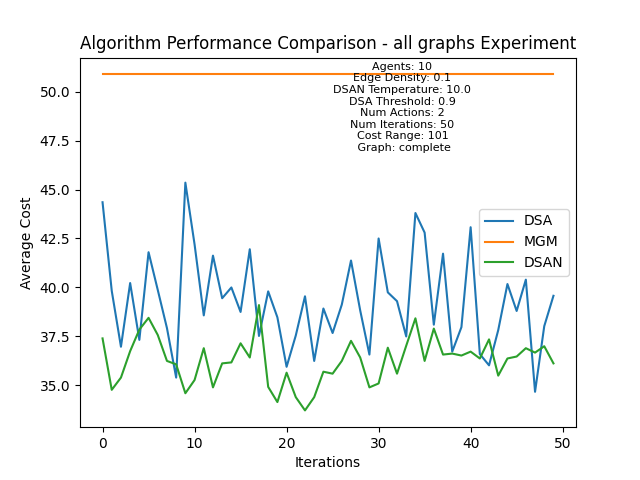 Algorithm Performance Comparison - all graphs Experiment
Agents: 10
Edge Density: 0.1
DSAN Temperature: 10.0
DSA Threshold: 0.9
Num Actions: 2
Num Iterations: 50
Cost Range: 101
Graph: complete
50.0
47.5
45.0
42.5
40.0
37.5
35.0
Average Cost
DSA
MGM
DSAN
0 10 20 30 40 50
Iterations